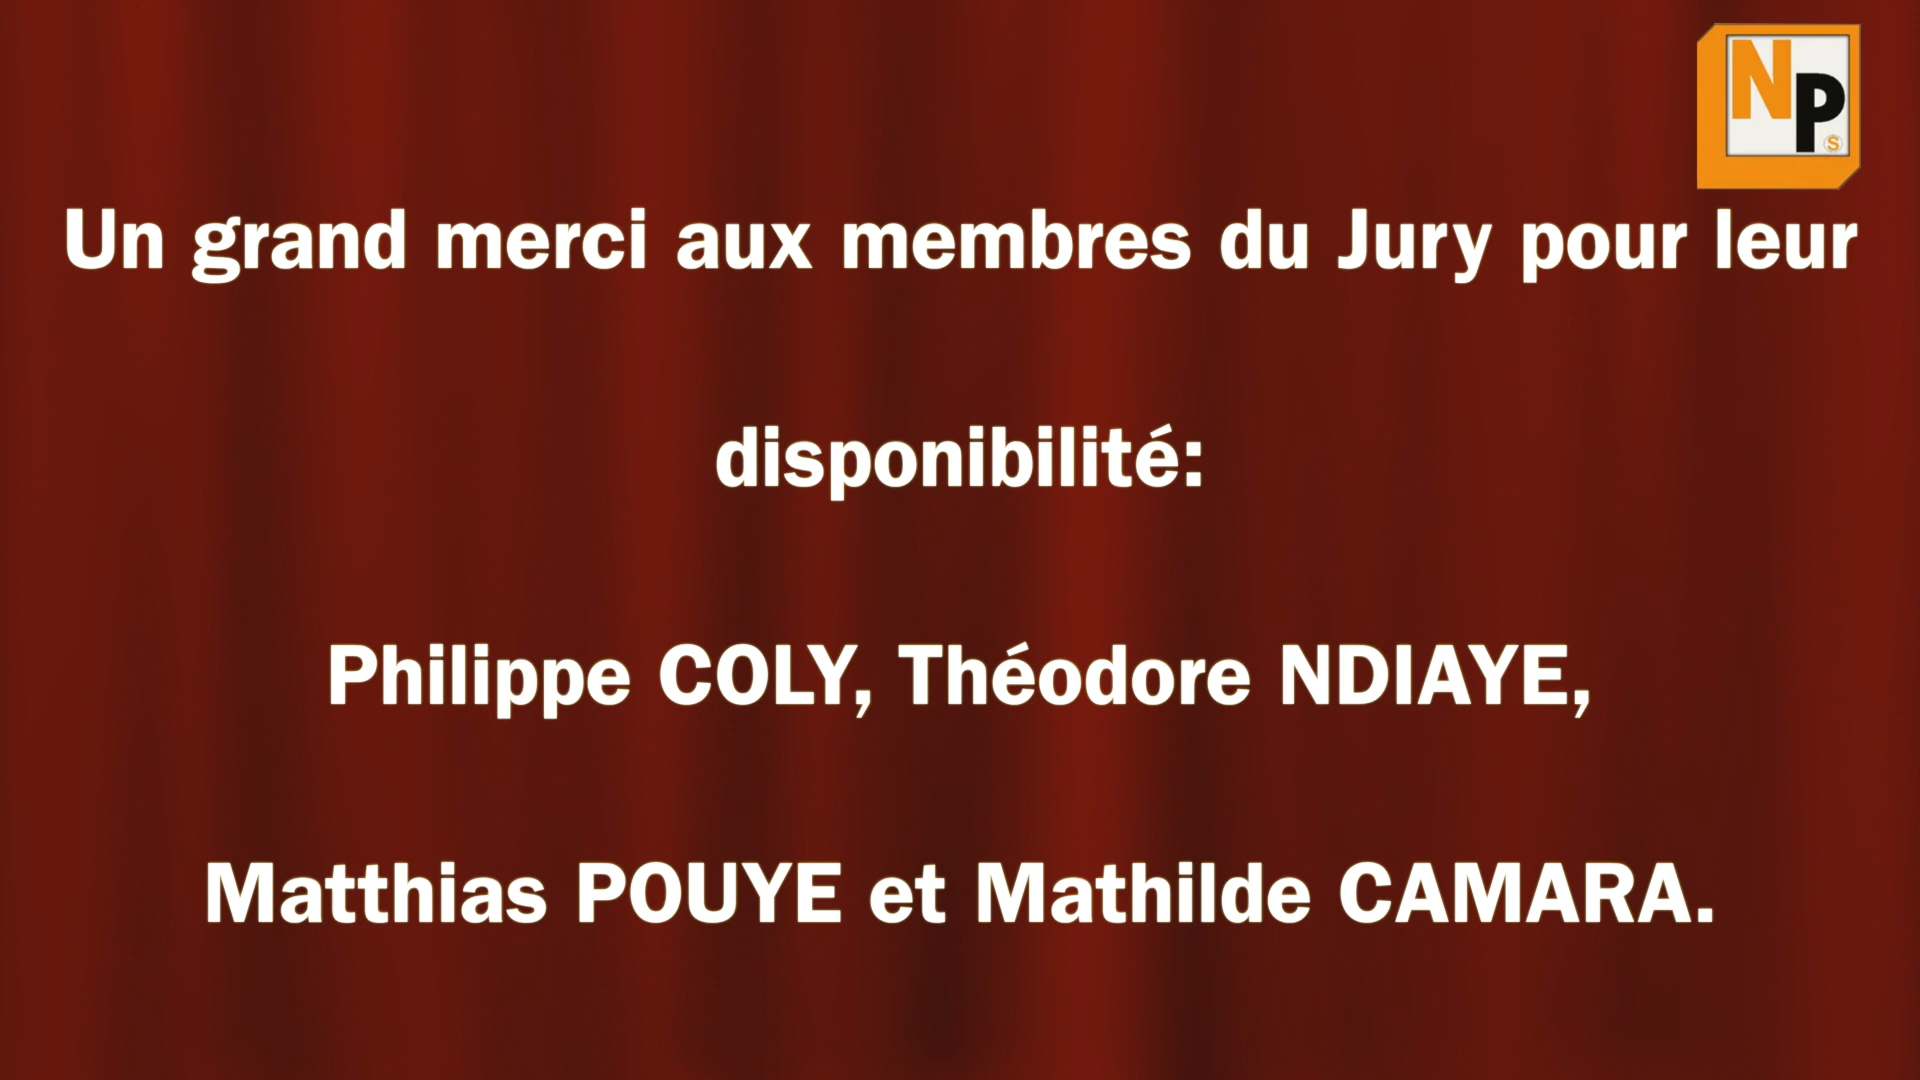 NPs
Un grand merci aux membres du Jury pour leur
disponibilité:
Philippe COLY, Théodore NDIAYE,
Matthias POUYE et Mathilde CAMARA.